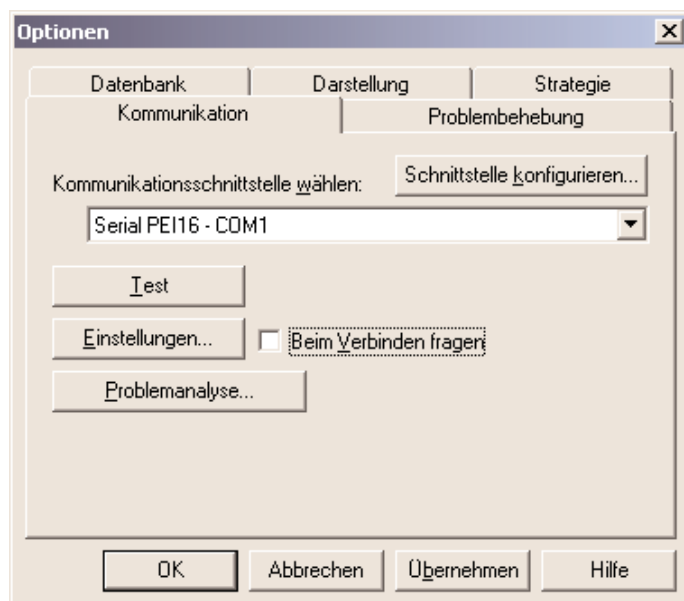 Optionen
Datenbank
Darstellung
Strategie
Kommunikation
Problembehebung
Kommunikationsschnittstelle wählen:
Schnittstelle konfigurieren...
Serial PEI16 - COM1
Test
Einstellungen...
Beim Verbinden fragen
Problemanalyse...
OK
Abbrechen
Übernehmen
Hilfe